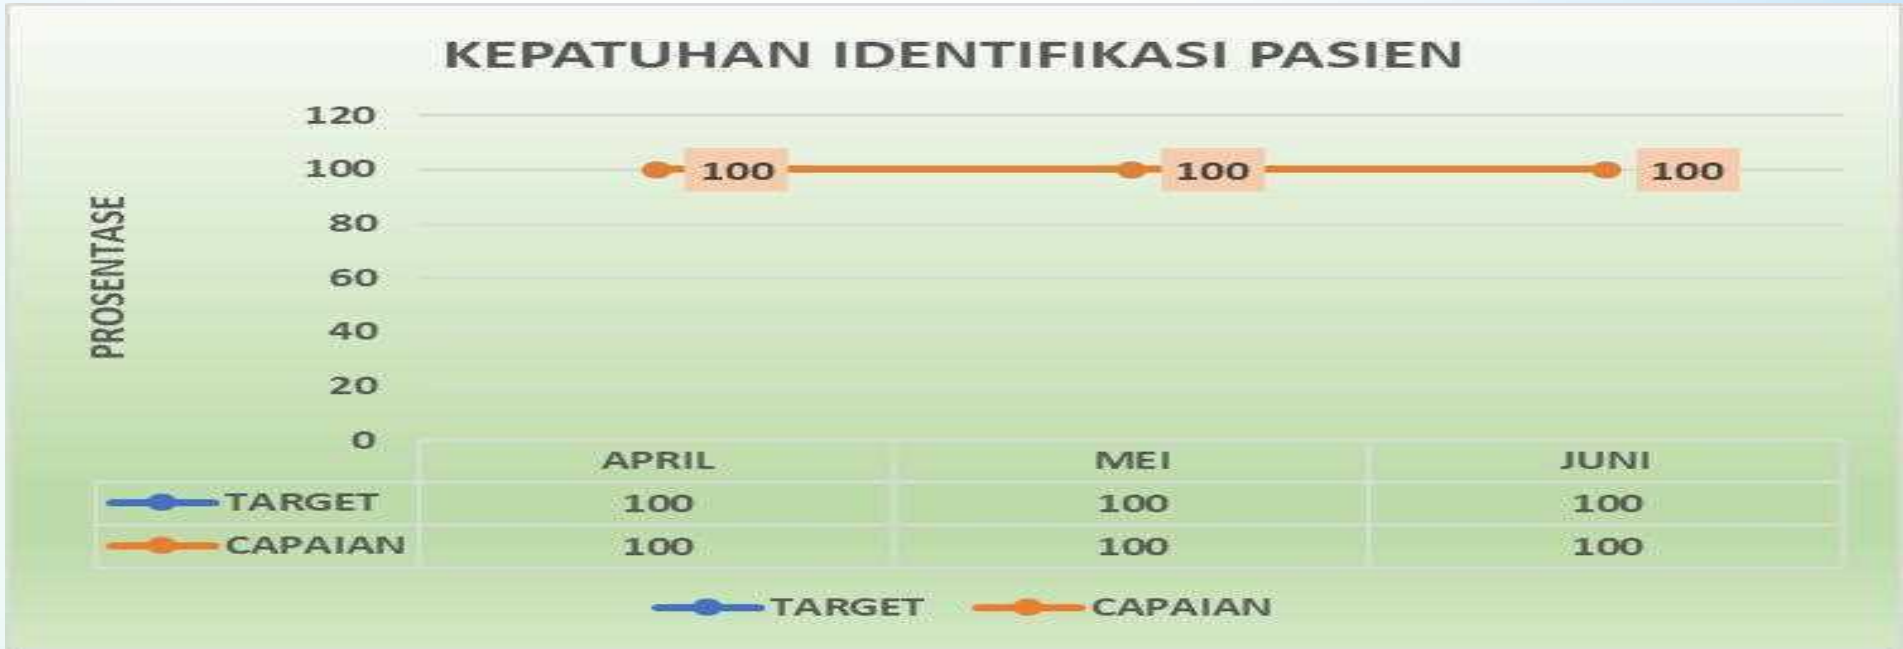 KEPATUHAN IDENTIFIKASI PASIEN
PROSENTASE
120
100
80
60
40
20
0
100 100 100
APRIL MEI JUNI
TARGET 100 100 100
CAPAIAN 100 100 100
TARGET CAPAIAN